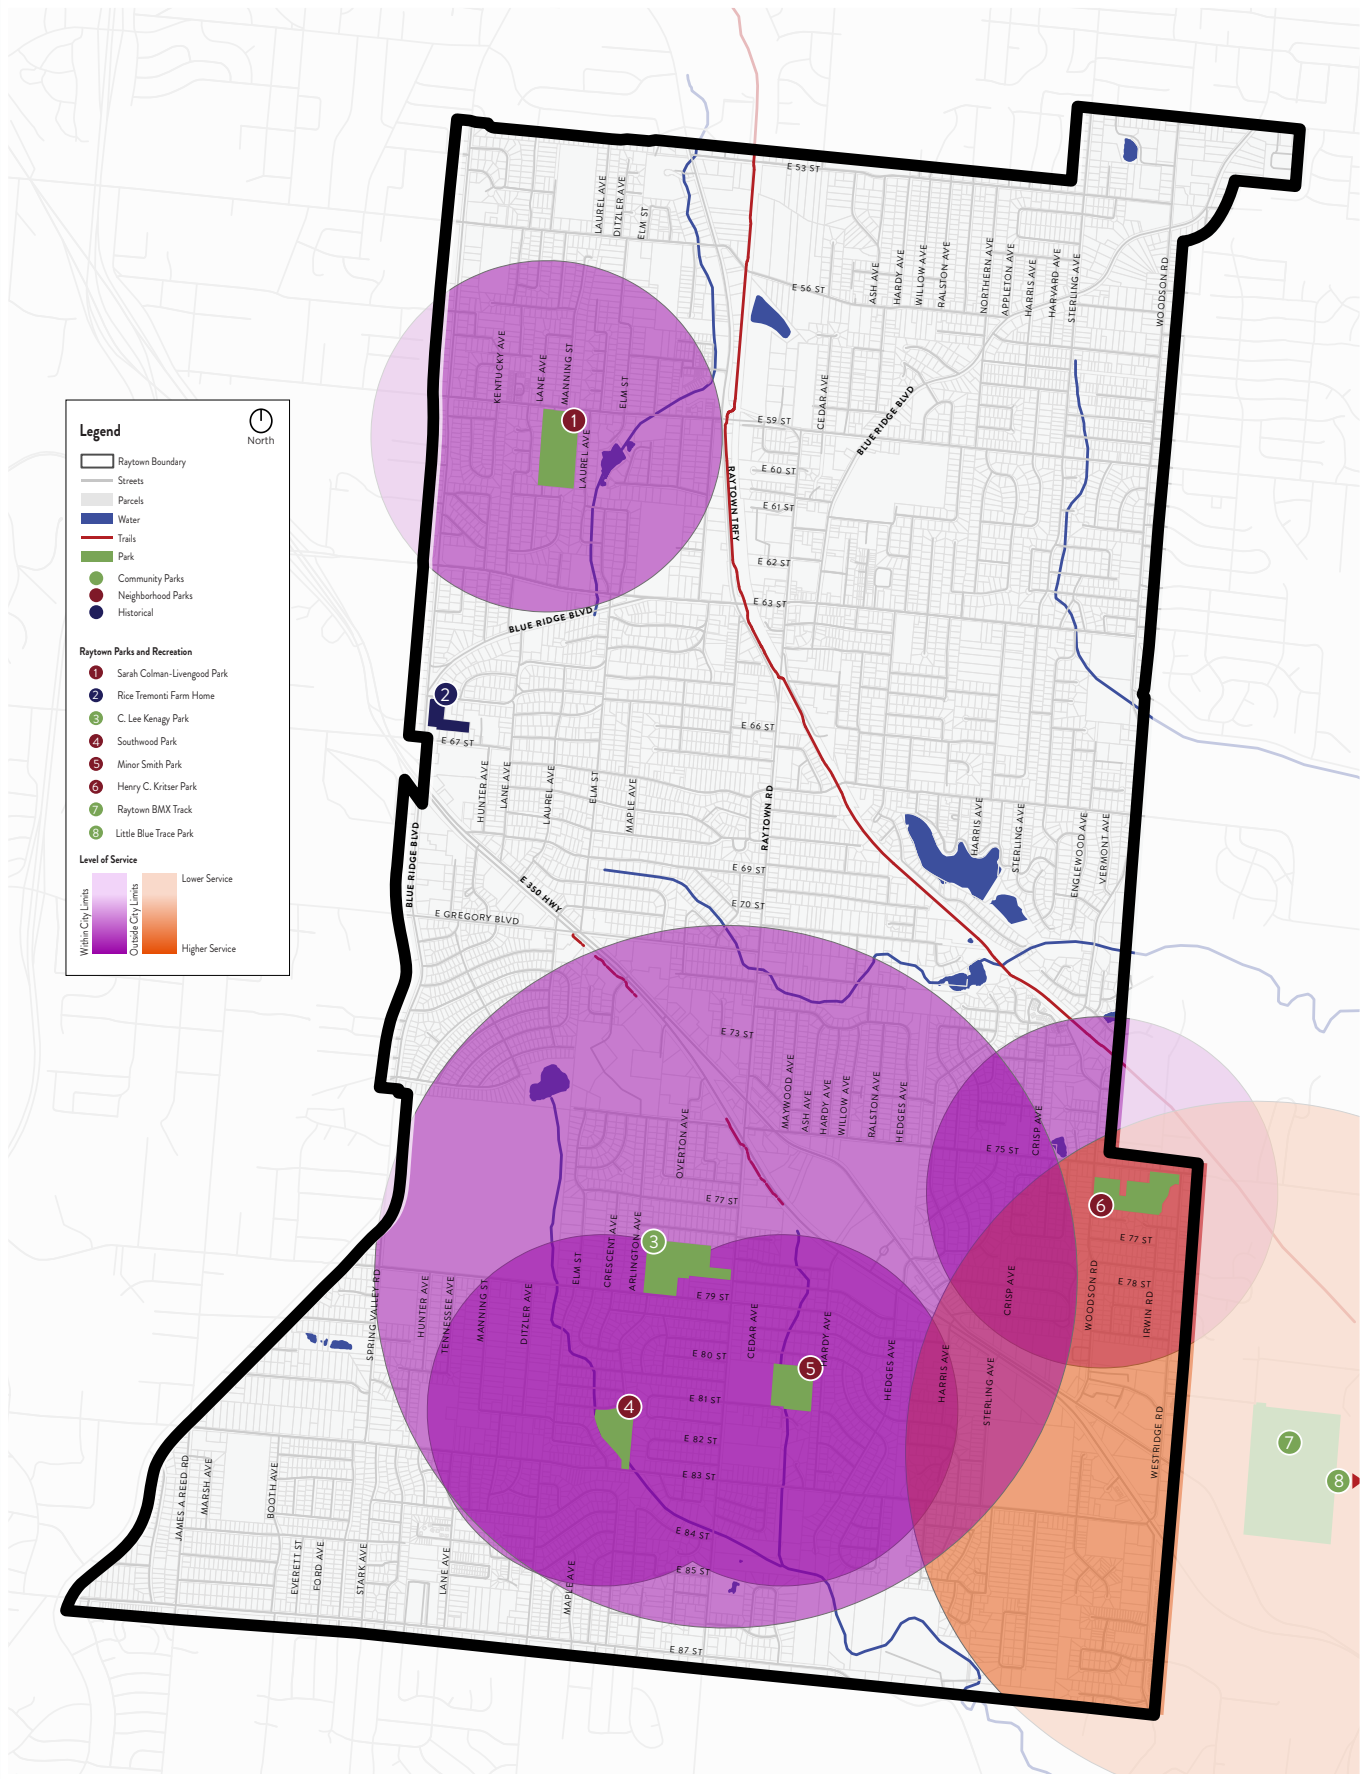 E 53 ST
LAUREL AVE
DITZLER AVE
ELM ST
ASH AVE
HARDY AVE
WILLOW AVE
RALSTON AVE
NORTHERN AVE
APPLETON AVE
HARRIS AVE
HARVARD AVE
STERLING AVE
WOODSON RD
E 56 ST
KENTUCKY AVE
LANE AVE
MANNING ST
ELM ST
CEDAR AVE
BLUE RIDGE BLVD
1
LAUREL AVE
E 59 ST
E 60 ST
RAYTOWN TRFY
E 61 ST
E 62 ST
E 63 ST
BLUE RIDGE BLVD
Legend
North
Raytown Boundary
Streets
Parcels
Water
Trails
Park
Community Parks
Neighborhood Parks
Historical
Raytown Parks and Recreation
1 Sarah Colman-Livengood Park
2 Rice Tremonti Farm Home
3 C. Lee Kenagy Park
4 Southwood Park
5 Minor Smith Park
6 Henry C. Kritser Park
7 Raytown BMX Track
8 Little Blue Trace Park
Level of Service
Within City Limits
Outside City Limits
Lower Service
Higher Service
2
E 67 ST
E 66 ST
HUNTER AVE
LANE AVE
LAUREL AVE
ELM ST
MAPLE AVE
RAYTOWN RD
HARRIS AVE
STERLING AVE
ENGLEWOOD AVE
VERMONT AVE
BLUE RIDGE BLVD
E 69 ST
E 350 HWY
E 70 ST
E GREGORY BLVD
E 73 ST
MAYWOOD AVE
ASH AVE
HARDY AVE
WILLOW AVE
RALSTON AVE
HEDGES AVE
OVERTON AVE
CRISP AVE
E 75 ST
E 77 ST
6
E 77 ST
E 78 ST
3
ELM ST
CRESCENT AVE
ARLINGTON AVE
E 79 ST
CRISP AVE
WOODSON RD
IRWIN RD
SPRING VALLEY RD
HUNTER AVE
TENNESSEE AVE
MANNING ST
DITZLER AVE
CEDAR AVE
HARDY AVE
E 80 ST
5
HEDGES AVE
HARRIS AVE
STERLING AVE
4
E 81 ST
E 82 ST
E 83 ST
WESTRIDGE RD
7
8
JAMES A REED RD
MARSH AVE
BOOTH AVE
E 84 ST
EVERETT ST
FORD AVE
STARK AVE
LANE AVE
MAPLE AVE
E 85 ST
E 87 ST